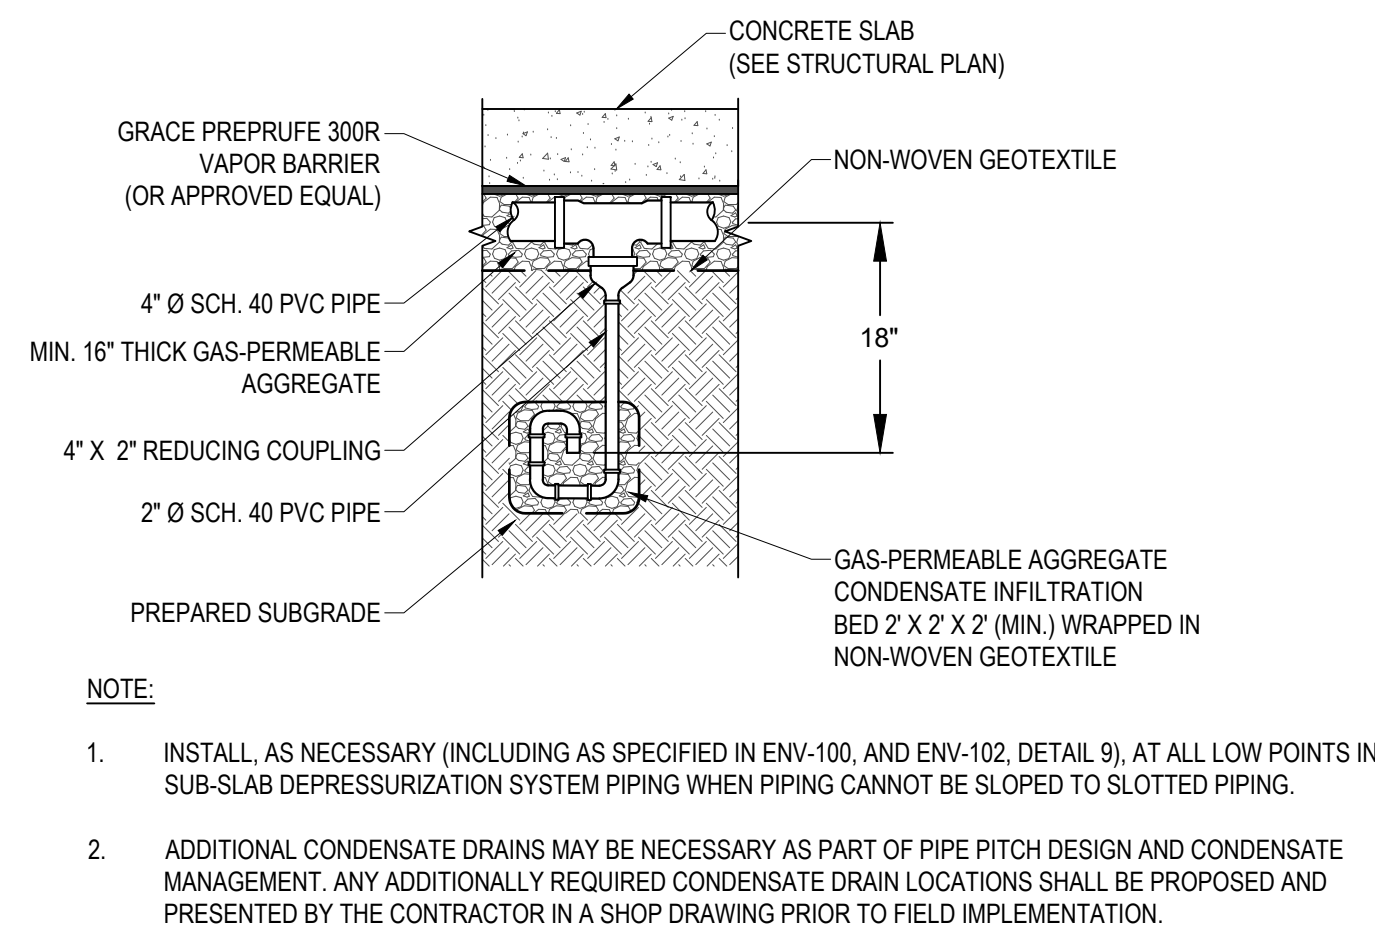 CONCRETE SLAB
(SEE STRUCTURAL PLAN)
GRACE PREPRUFE 300R
VAPOR BARRIER
(OR APPROVED EQUAL)
NON-WOVEN GEOTEXTILE
4" Ø SCH. 40 PVC PIPE
18"
MIN. 16" THICK GAS-PERMEABLE
AGGREGATE
4" X 2" REDUCING COUPLING
2" Ø SCH. 40 PVC PIPE
GAS-PERMEABLE AGGREGATE
CONDENSATE INFILTRATION
BED 2' X 2' X 2' (MIN.) WRAPPED IN
NON-WOVEN GEOTEXTILE
PREPARED SUBGRADE
NOTE:
1. INSTALL, AS NECESSARY (INCLUDING AS SPECIFIED IN ENV-100, AND ENV-102, DETAIL 9), AT ALL LOW POINTS IN
SUB-SLAB DEPRESSURIZATION SYSTEM PIPING WHEN PIPING CANNOT BE SLOPED TO SLOTTED PIPING.
2. ADDITIONAL CONDENSATE DRAINS MAY BE NECESSARY AS PART OF PIPE PITCH DESIGN AND CONDENSATE
MANAGEMENT. ANY ADDITIONALLY REQUIRED CONDENSATE DRAIN LOCATIONS SHALL BE PROPOSED AND
PRESENTED BY THE CONTRACTOR IN A SHOP DRAWING PRIOR TO FIELD IMPLEMENTATION.